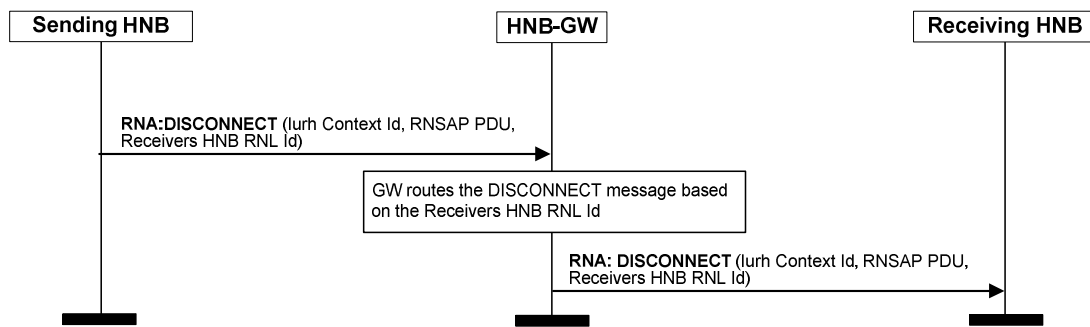 Sending HNB
HNB-GW
Receiving HNB
RNA:DISCONNECT (Iurh Context Id, RNSAP PDU,
Receivers HNB RNL Id)
GW routes the DISCONNECT message based
on the Receivers HNB RNL Id
RNA: DISCONNECT (Iurh Context Id, RNSAP PDU,
Receivers HNB RNL Id)